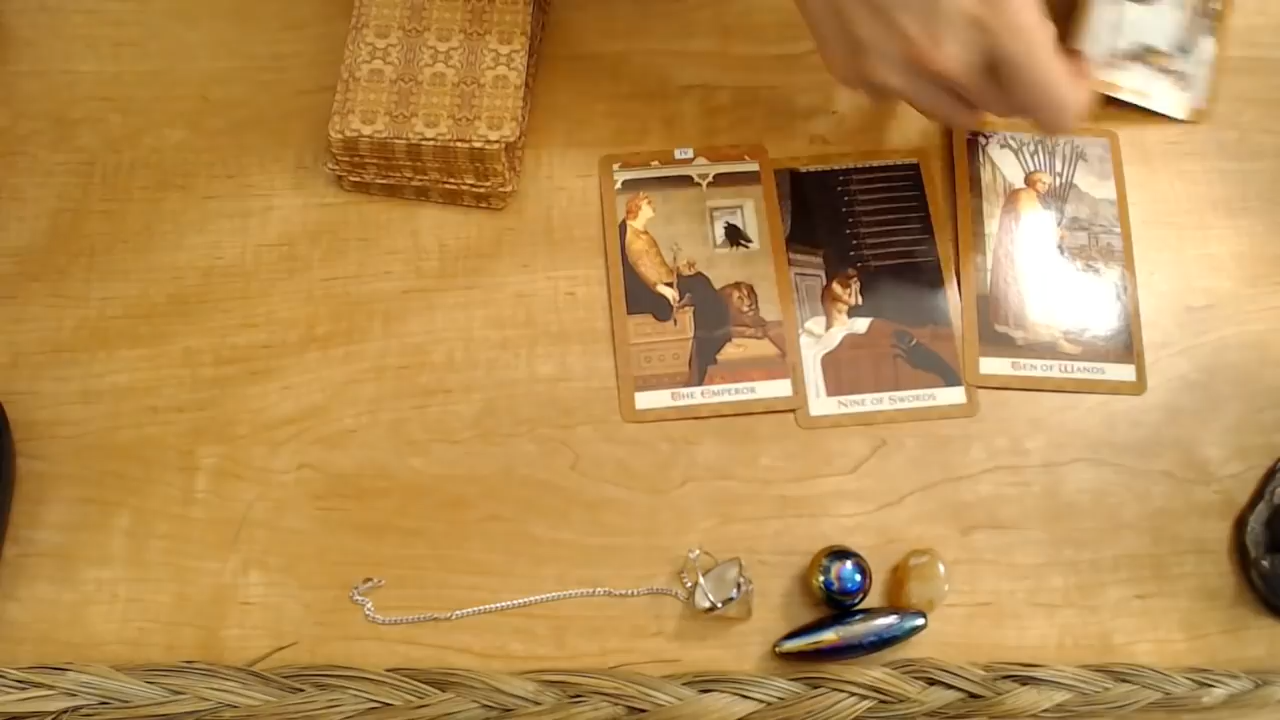 IV
THE EMPEROR
NINE OF SWORDS
TEN OF WANDS